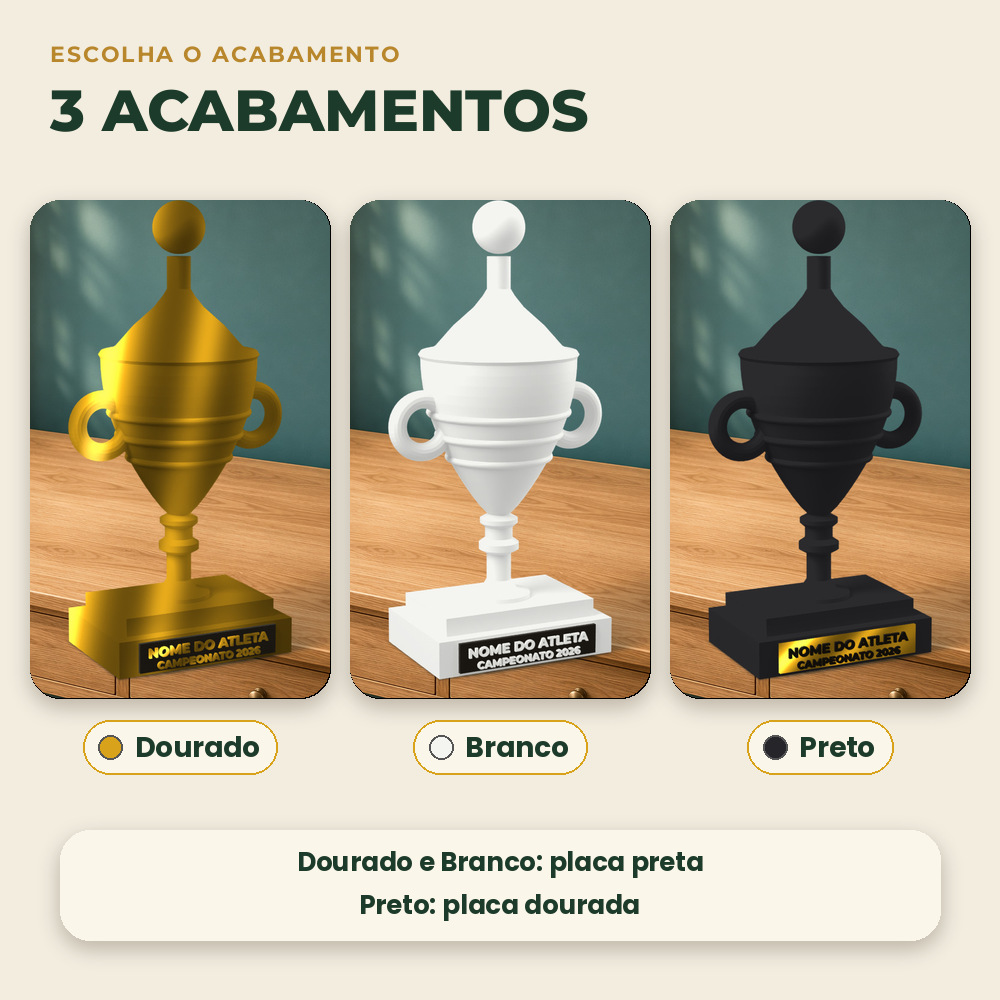 ESCOLHA O ACABAMENTO
3 ACABAMENTOS
NOME DO ATLETA
CAMPEONATO 2026
NOME DO ATLETA
CAMPEONATO 2026
NOME DO ATLETA
CAMPEONATO 2026
Dourado
Branco
Preto
Dourado e Branco: placa preta
Preto: placa dourada